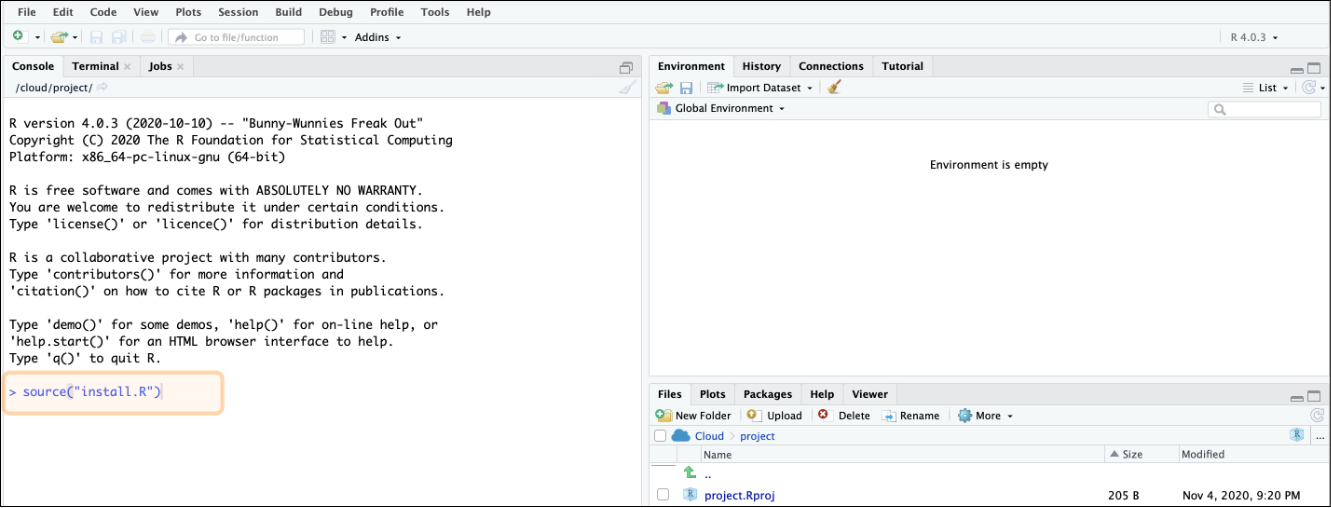 File Edit Code View Plots Session Build Debug Profile Tools Help
Go to file/function Addins R 4.0.3
Console Terminal Jobs
/cloud/project/
R version 4.0.3 (2020-10-10) -- "Bunny-Wunnies Freak Out"
Copyright (C) 2020 The R Foundation for Statistical Computing
Platform: x86_64-pc-linux-gnu (64-bit)
R is free software and comes with ABSOLUTELY NO WARRANTY.
You are welcome to redistribute it under certain conditions.
Type 'license()' or 'licence()' for distribution details.
R is a collaborative project with many contributors.
Type 'contributors()' for more information and
'citation()' on how to cite R or R packages in publications.
Type 'demo()' for some demos, 'help()' for on-line help, or
'help.start()' for an HTML browser interface to help.
Type 'q()' to quit R.
> source("install.R")
Environment History Connections Tutorial
Import Dataset List
Global Environment
Environment is empty
Files Plots Packages Help Viewer
New Folder Upload Delete Rename More
Cloud project R ...
Name Size Modified
..
R project.Rproj 205 B Nov 4, 2020, 9:20 PM